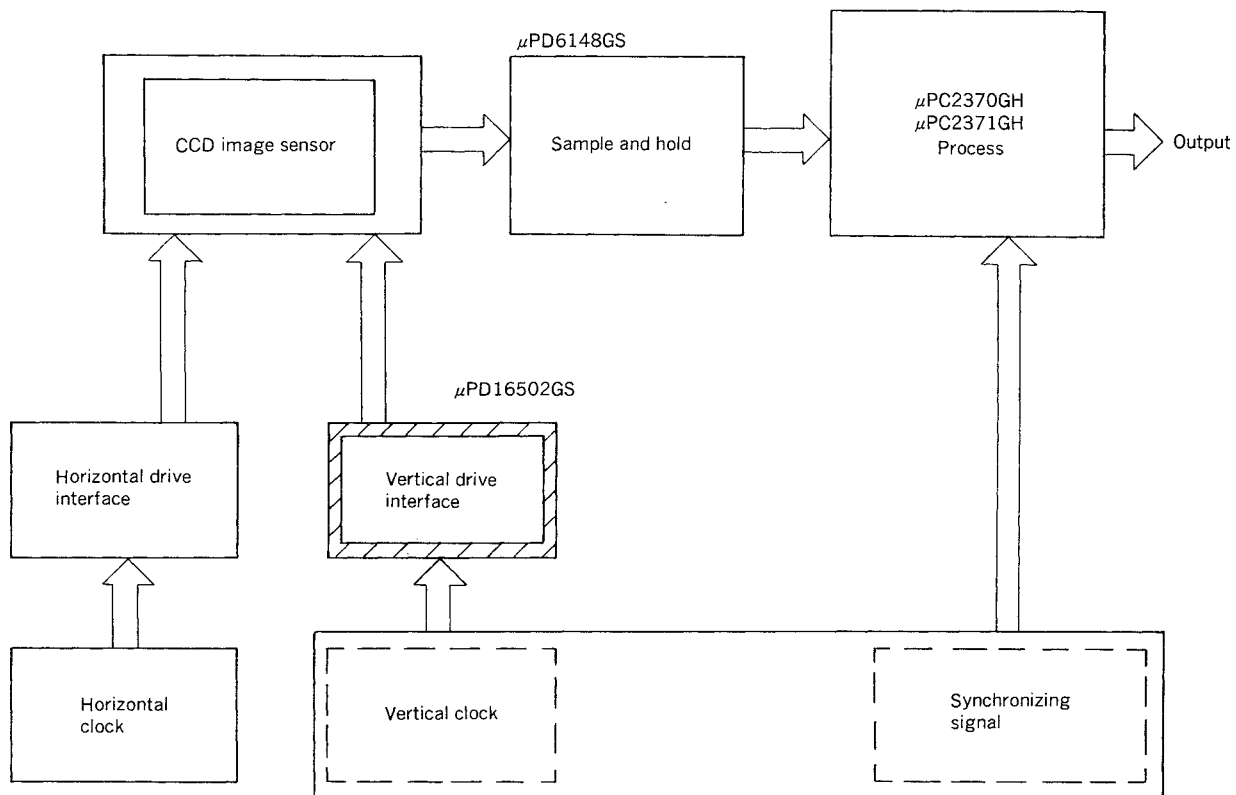 μPD6148GS
CCD image sensor
Sample and hold
μPC2370GH
μPC2371GH
Process
Output
μPD16502GS
Horizontal drive
interface
Vertical drive
interface
Horizontal
clock
Vertical clock
Synchronizing
signal